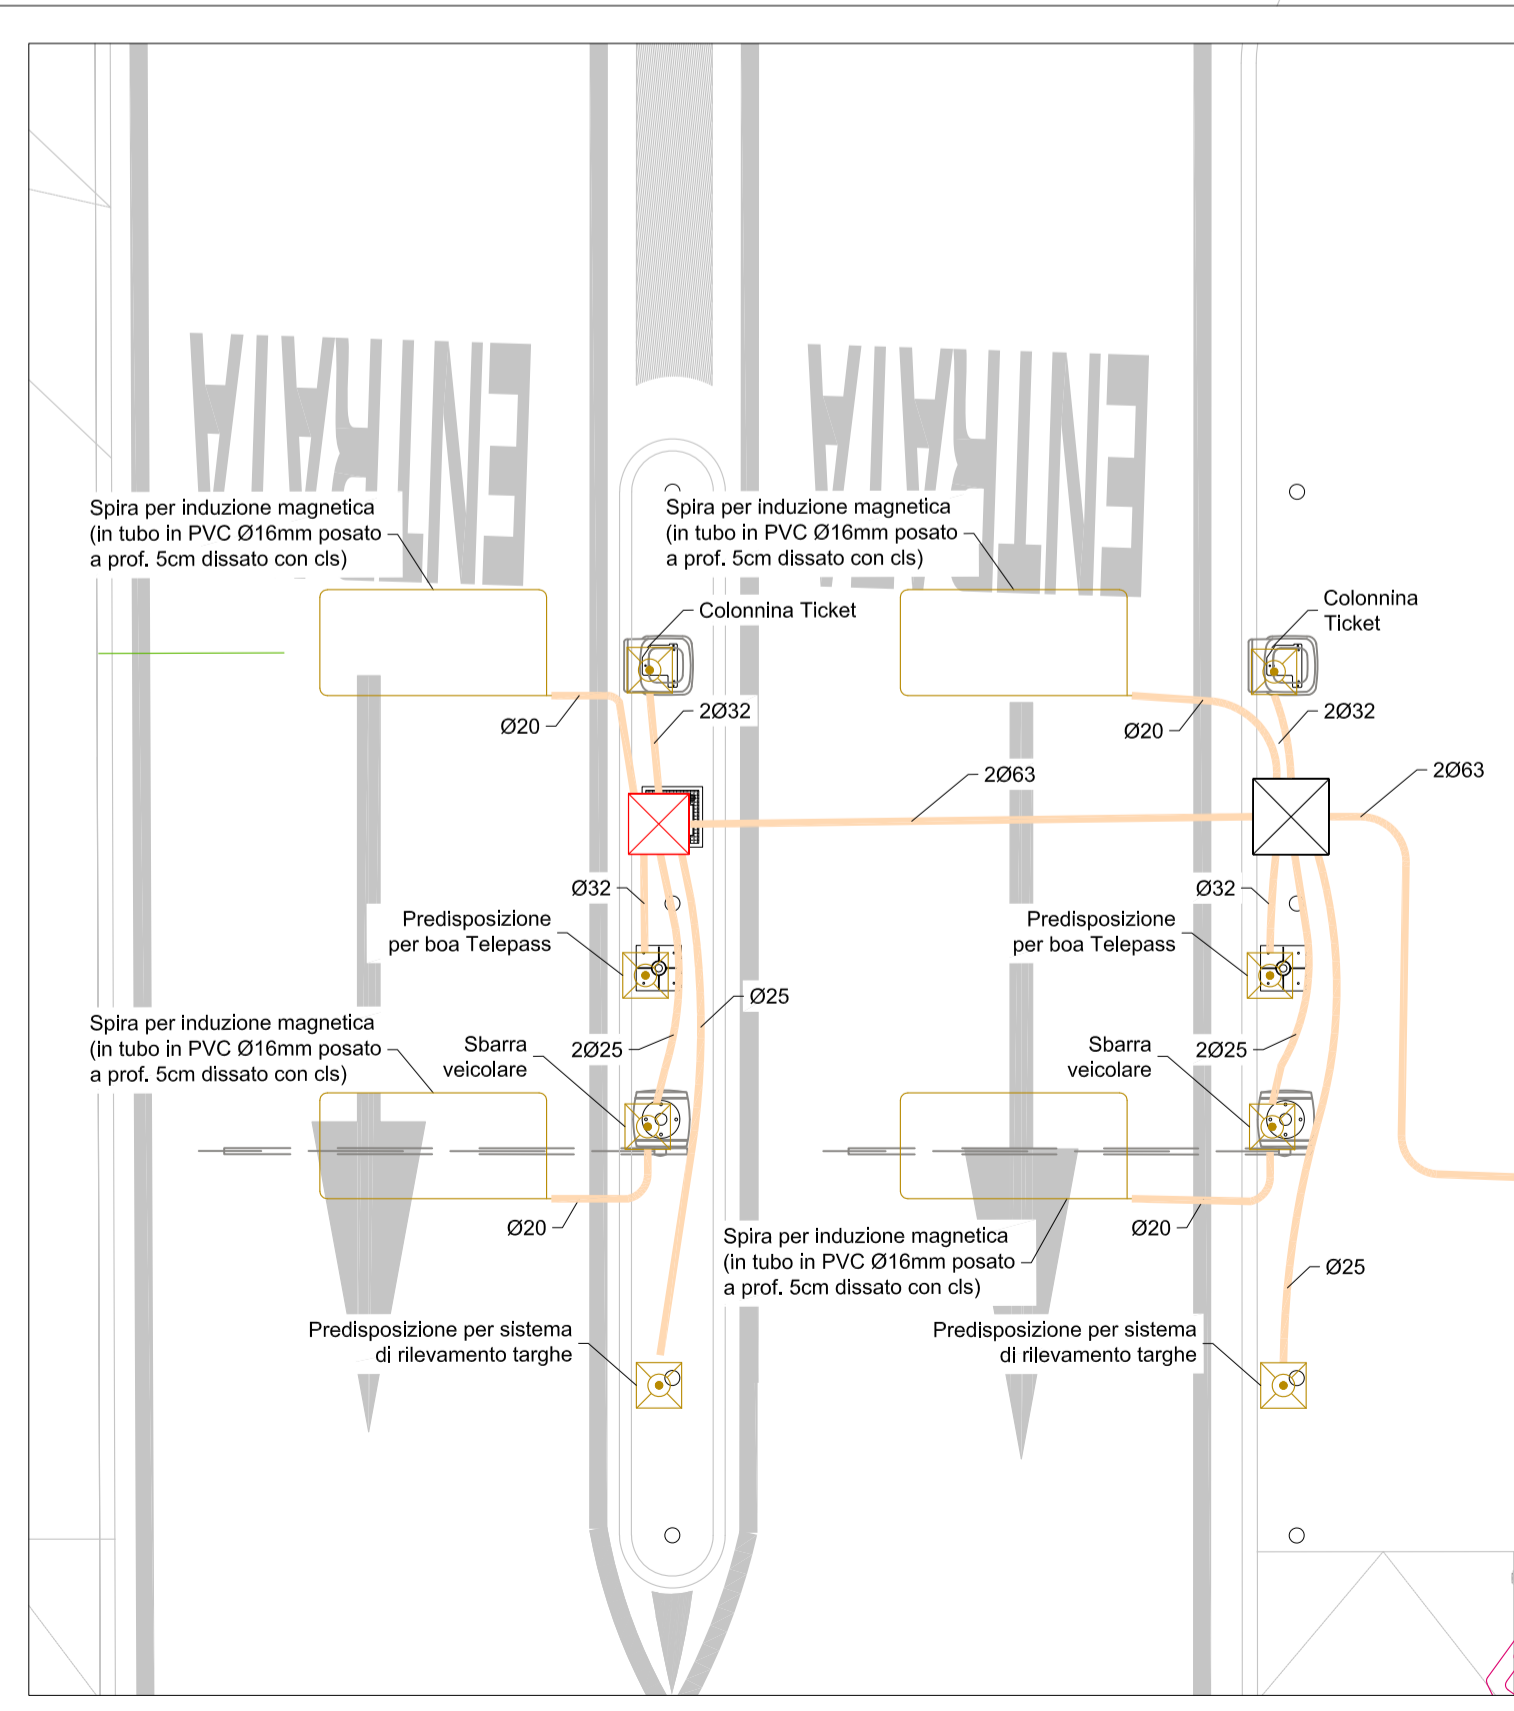 ENTRATA
ENTRATA
Spira per induzione magnetica
(in tubo in PVC Ø16mm posato
a prof. 5cm dissato con cls)
Spira per induzione magnetica
(in tubo in PVC Ø16mm posato
a prof. 5cm dissato con cls)
Colonnina Ticket
Colonnina
Ticket
Ø20
2Ø32
Ø20
2Ø32
2Ø63
2Ø63
Ø32
Ø32
Predisposizione
per boa Telepass
Predisposizione
per boa Telepass
Ø25
Spira per induzione magnetica
(in tubo in PVC Ø16mm posato
a prof. 5cm dissato con cls)
Sbarra
veicolare
2Ø25
Sbarra
veicolare
2Ø25
Ø20
Ø20
Spira per induzione magnetica
(in tubo in PVC Ø16mm posato
a prof. 5cm dissato con cls)
Ø25
Predisposizione per sistema
di rilevamento targhe
Predisposizione per sistema
di rilevamento targhe